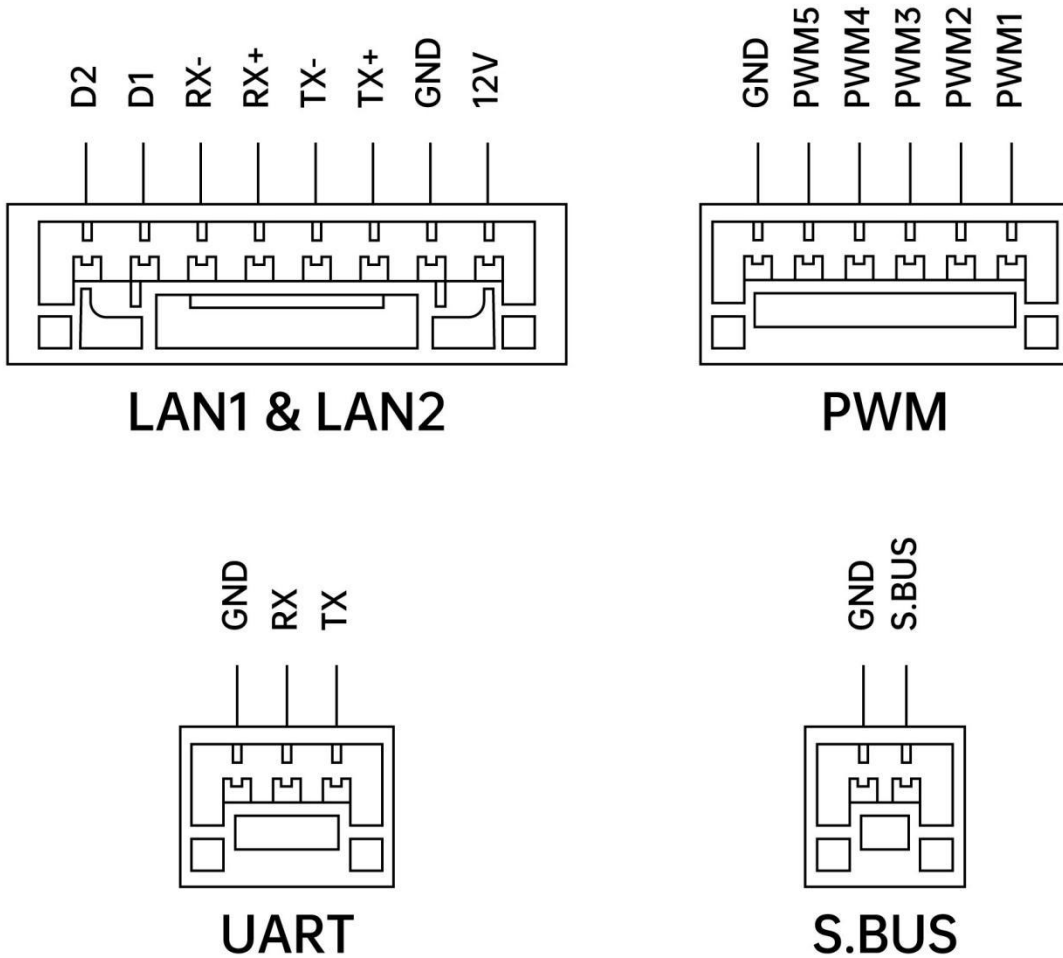 D2
D1
RX-
RX+
TX-
TX+
GND
12V
LAN1 & LAN2
GND
PWM5
PWM4
PWM3
PWM2
PWM1
PWM
GND
RX
TX
UART
GND
S.BUS
S.BUS